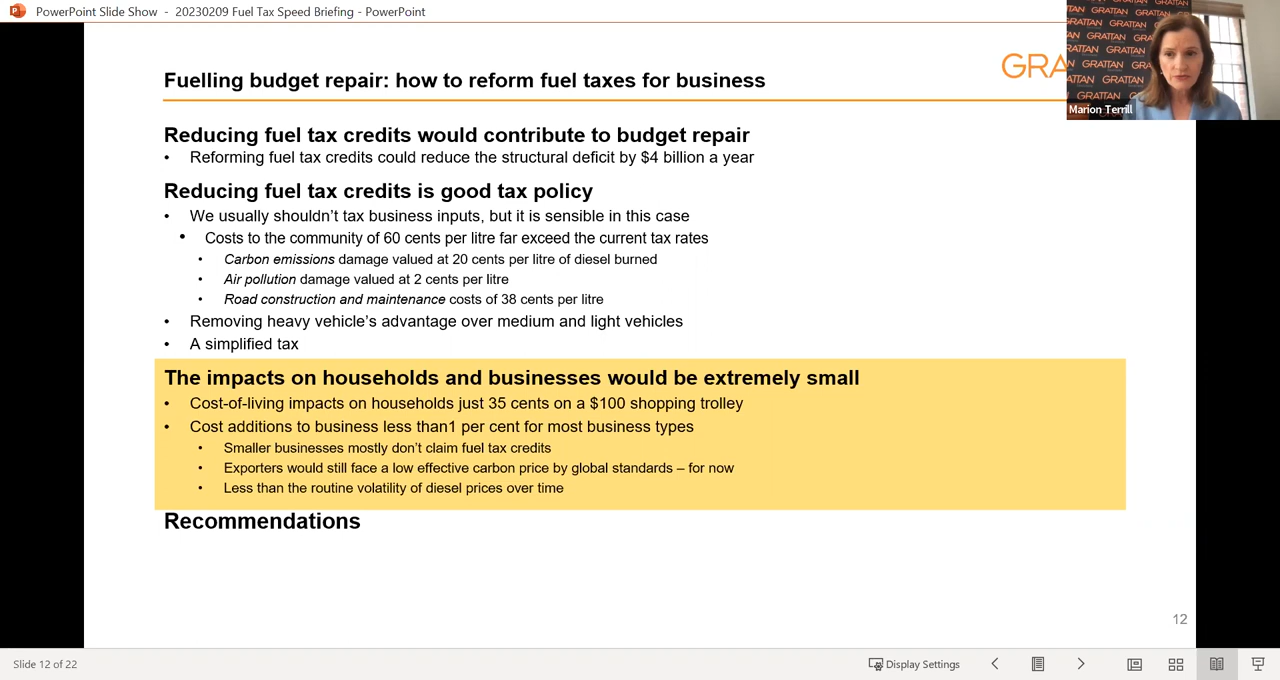 PowerPoint Slide Show - 20230209 Fuel Tax Speed Briefing - PowerPoint
Fuelling budget repair: how to reform fuel taxes for business
GRA
GRATTAN
Marion Terrill
Reducing fuel tax credits would contribute to budget repair
• Reforming fuel tax credits could reduce the structural deficit by $4 billion a year
Reducing fuel tax credits is good tax policy
• We usually shouldn't tax business inputs, but it is sensible in this case
• Costs to the community of 60 cents per litre far exceed the current tax rates
• Carbon emissions damage valued at 20 cents per litre of diesel burned
• Air pollution damage valued at 2 cents per litre
• Road construction and maintenance costs of 38 cents per litre
• Removing heavy vehicle's advantage over medium and light vehicles
• A simplified tax
The impacts on households and businesses would be extremely small
• Cost-of-living impacts on households just 35 cents on a $100 shopping trolley
• Cost additions to business less than1 per cent for most business types
• Smaller businesses mostly don't claim fuel tax credits
• Exporters would still face a low effective carbon price by global standards – for now
• Less than the routine volatility of diesel prices over time
Recommendations
12
Slide 12 of 22
Display Settings